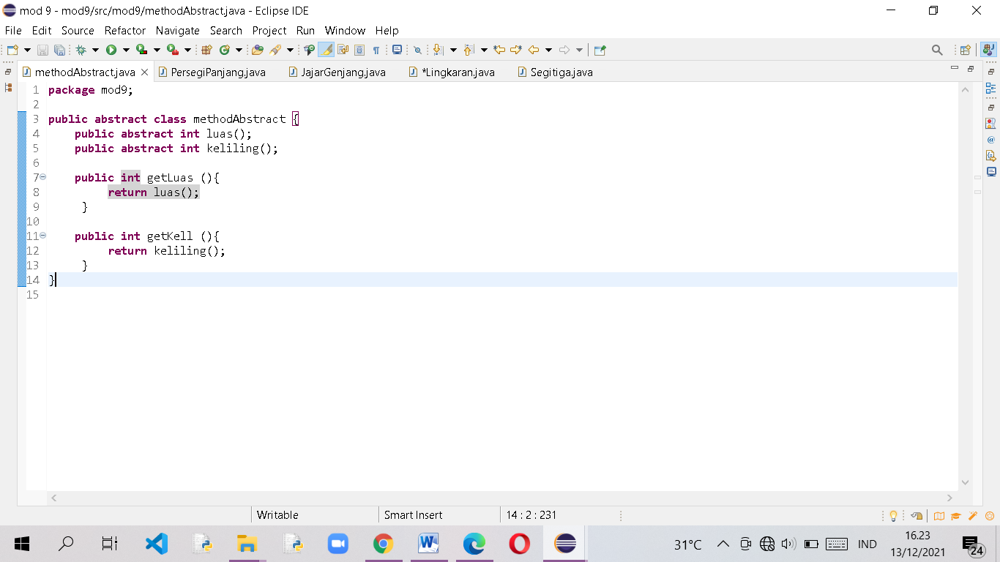 mod 9 - mod9/src/mod9/methodAbstract.java - Eclipse IDE
File Edit Source Refactor Navigate Search Project Run Window Help
methodAbstract.java PersegiPanjang.java JajarGenjang.java *Lingkaran.java Segitiga.java
1 package mod9;
2
3 public abstract class methodAbstract {
4 public abstract int luas();
5 public abstract int keliling();
6
7 public int getLuas (){
8 return luas();
9 }
10
11 public int getKell (){
12 return keliling();
13 }
14 }
15
Writable Smart Insert 14 : 2 : 231
31°C IND 16.23
13/12/2021 24